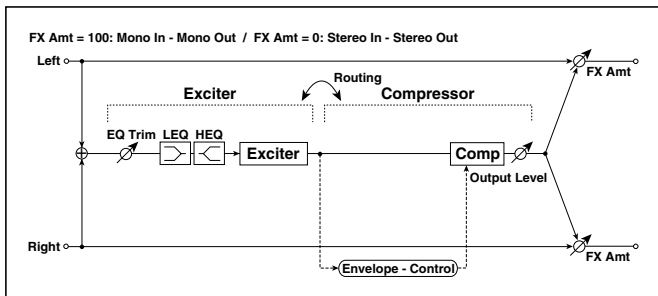 FX Amt = 100: Mono In - Mono Out / FX Amt = 0: Stereo In - Stereo Out
Left
FX Amt
Routing
Exciter
Compressor
EQ Trim
LEQ
HEQ
Exciter
Comp
Output Level
Right
FX Amt
Envelope - Control